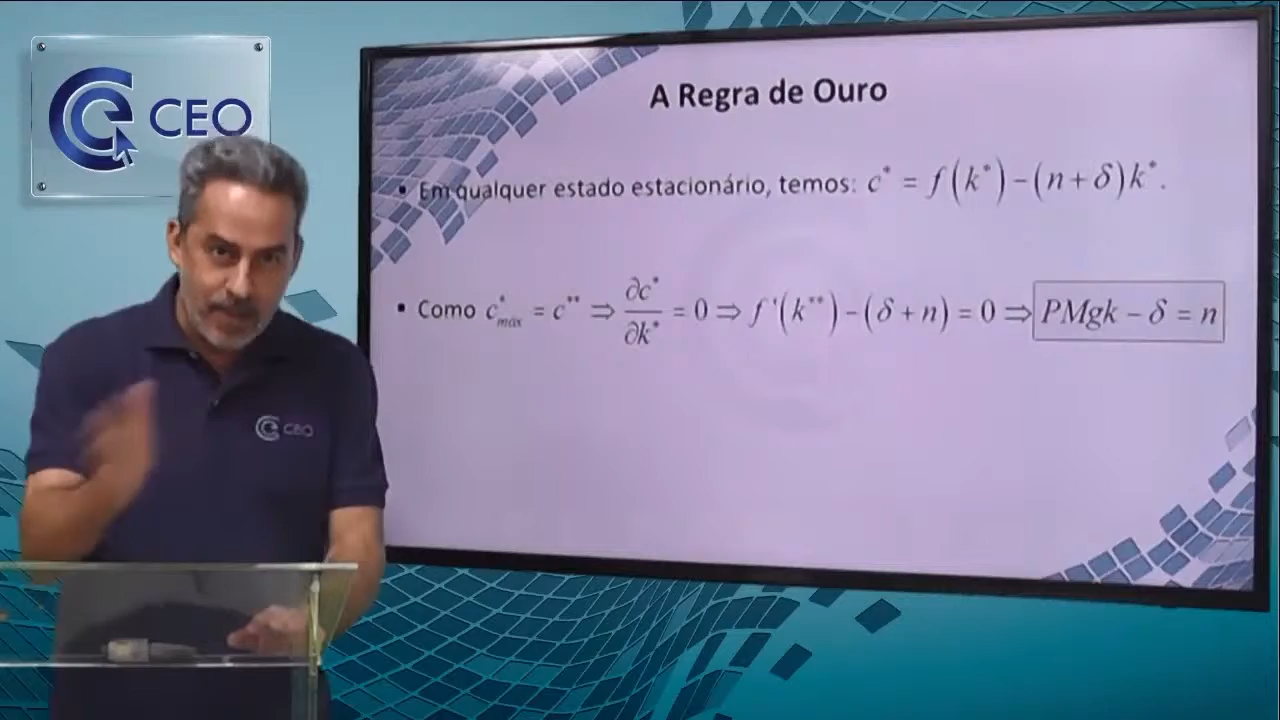 CEO
A Regra de Ouro
▪ Em qualquer estado estacionário, temos: c* = f(k*) − (n + δ)k*.
▪ Como c*máx = c** ⇒ ∂c*/∂k* = 0 ⇒ f'(k**) − (δ + n) = 0 ⇒ PMgk − δ = n
CEO